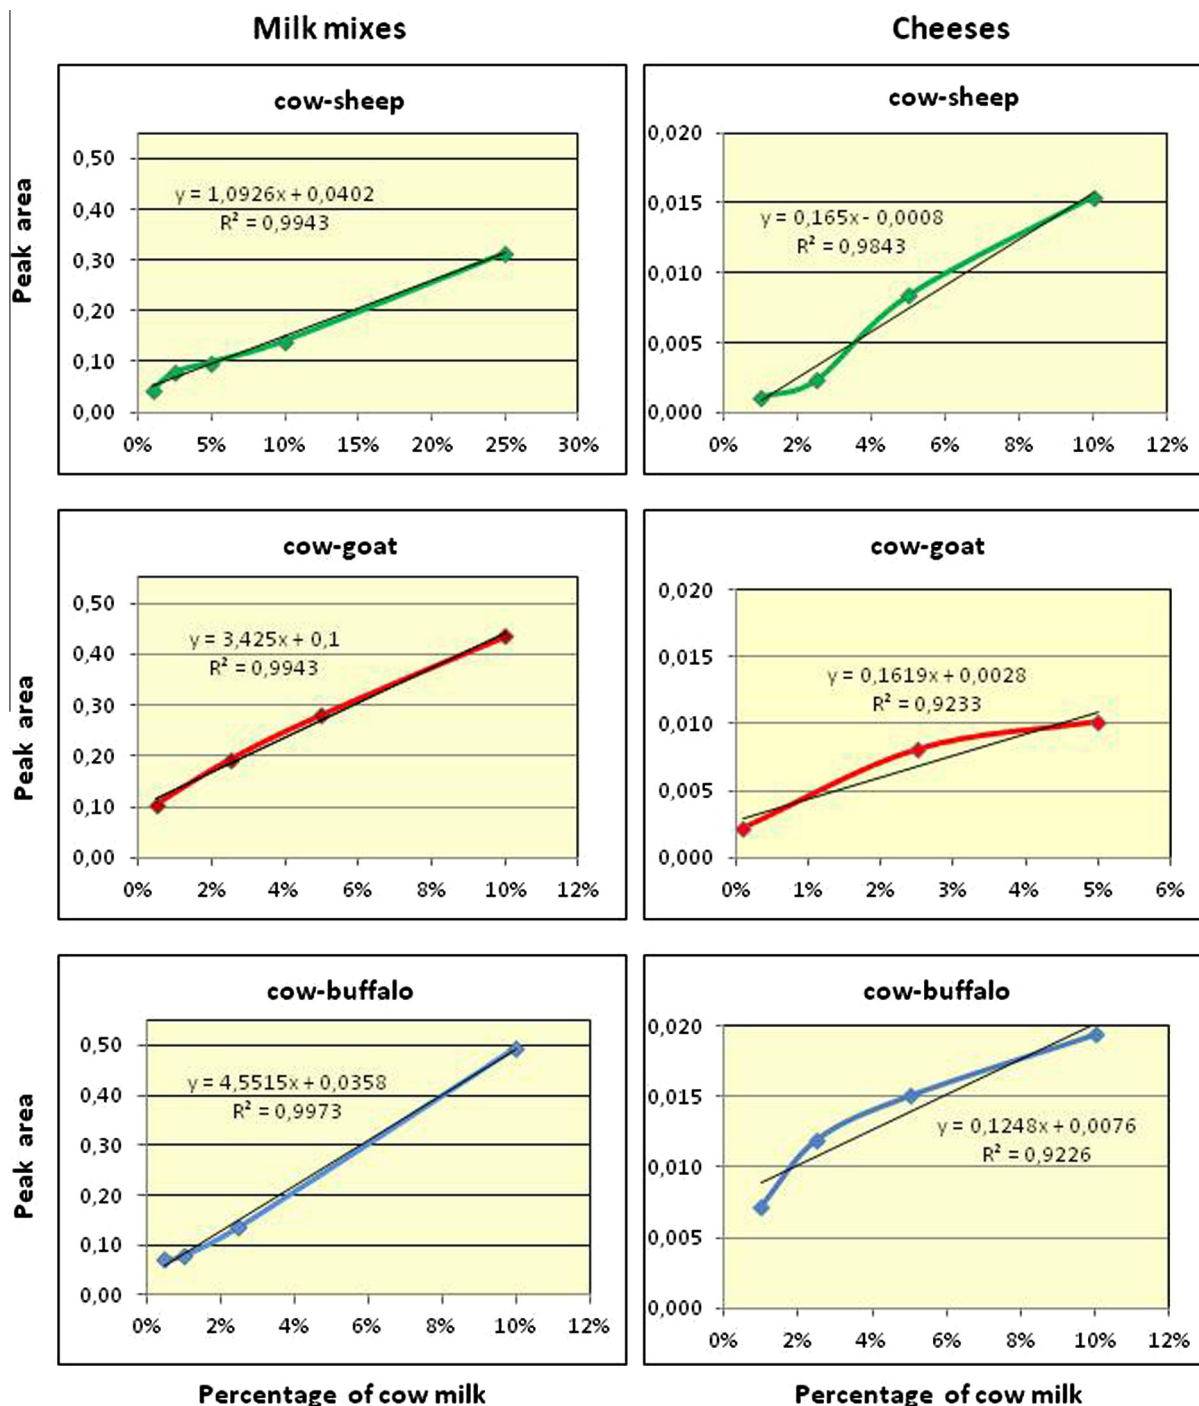 Milk mixes
Cheeses
cow-sheep
Peak area
0,50
0,40
0,30
0,20
0,10
0,00
y = 1,0926x + 0,0402
R² = 0,9943
0% 5% 10% 15% 20% 25% 30%
cow-sheep
0,020
0,015
0,010
0,005
0,000
y = 0,165x - 0,0008
R² = 0,9843
0% 2% 4% 6% 8% 10% 12%
cow-goat
Peak area
0,50
0,40
0,30
0,20
0,10
0,00
y = 3,425x + 0,1
R² = 0,9943
0% 2% 4% 6% 8% 10% 12%
cow-goat
0,020
0,015
0,010
0,005
0,000
y = 0,1619x + 0,0028
R² = 0,9233
0% 1% 2% 3% 4% 5% 6%
cow-buffalo
Peak area
0,50
0,40
0,30
0,20
0,10
0,00
y = 4,5515x + 0,0358
R² = 0,9973
0% 2% 4% 6% 8% 10% 12%
Percentage of cow milk
cow-buffalo
0,020
0,015
0,010
0,005
0,000
y = 0,1248x + 0,0076
R² = 0,9226
0% 2% 4% 6% 8% 10% 12%
Percentage of cow milk